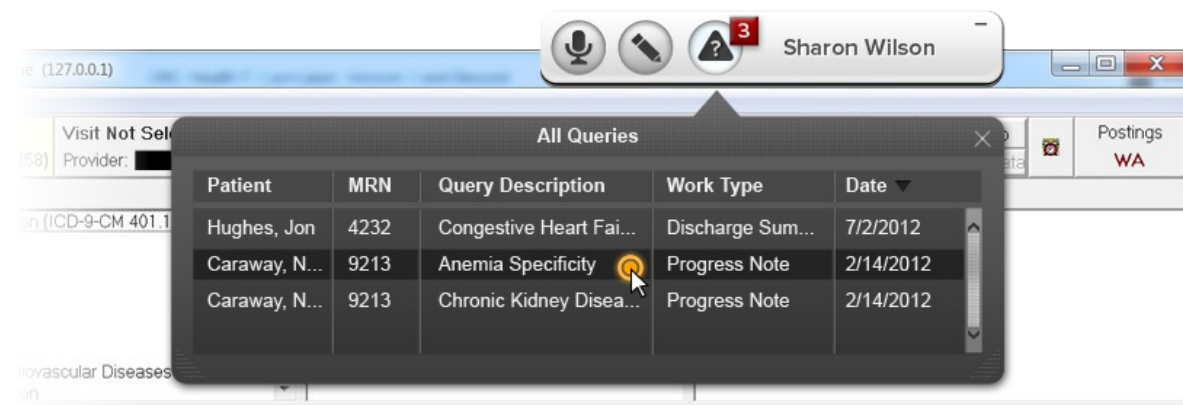 3
Sharon Wilson
(127.0.0.1)
Visit Not Sel
Provider:
Postings
WA
(ICD-9-CM 401.1
All Queries
Patient MRN Query Description Work Type Date
Hughes, Jon 4232 Congestive Heart Fai... Discharge Sum... 7/2/2012
Caraway, N... 9213 Anemia Specificity Progress Note 2/14/2012
Caraway, N... 9213 Chronic Kidney Disea... Progress Note 2/14/2012
Diseases